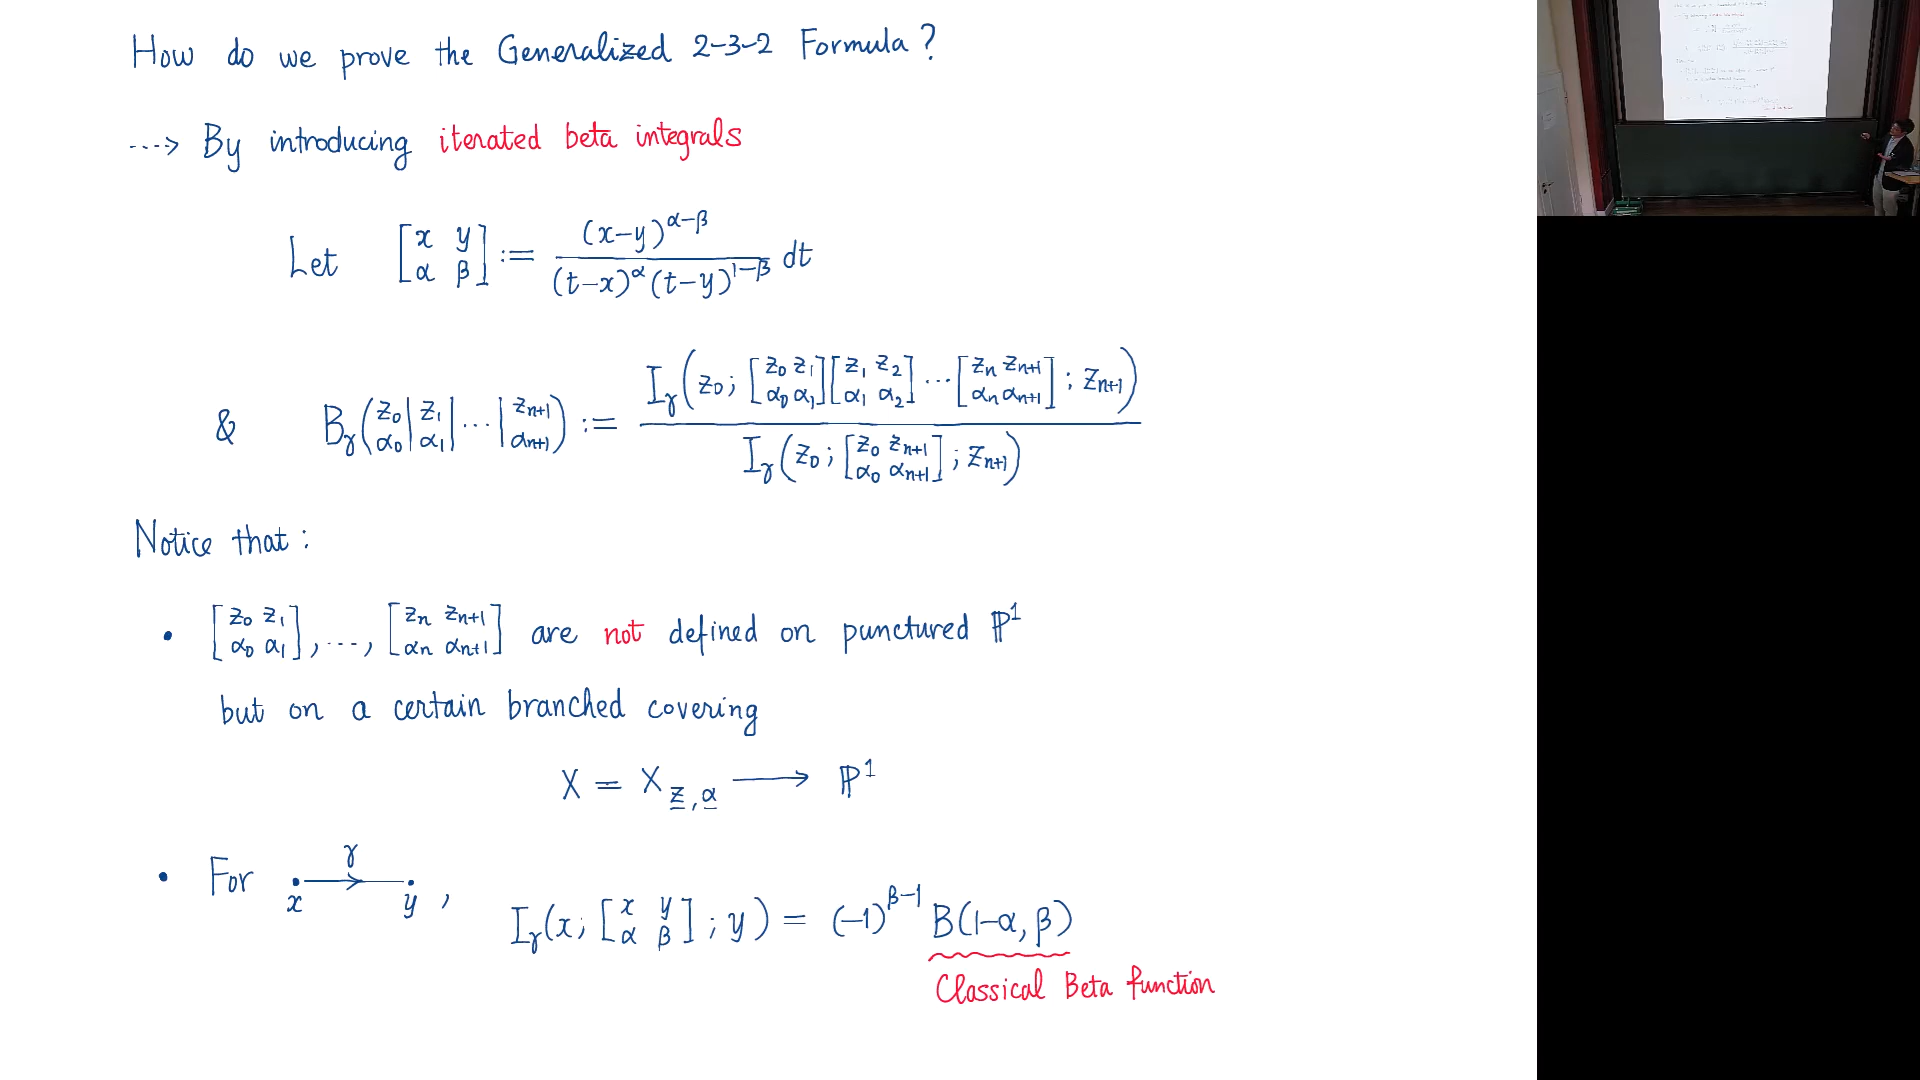 How do we prove the Generalized 2-3-2 Formula?
⇢ By introducing iterated beta integrals
Let [x y; α β] := (x-y)^{α-β} / ((t-x)^α (t-y)^{1-β}) dt
& B_γ(z_0 α_0 | z_1 α_1 | ⋯ | z_{n+1} α_{n+1}) := I_γ(z_0; [z_0 z_1; α_0 α_1][z_1 z_2; α_1 α_2] ⋯ [z_n z_{n+1}; α_n α_{n+1}]; z_{n+1}) / I_γ(z_0; [z_0 z_{n+1}; α_0 α_{n+1}]; z_{n+1})
Notice that:
• [z_0 z_1; α_0 α_1], ⋯, [z_n z_{n+1}; α_n α_{n+1}] are not defined on punctured ℙ^1
but on a certain branched covering
X = X_{z, α} ⟶ ℙ^1
• For x γ→ y, I_γ(x; [x y; α β]; y) = (-1)^{β-1} B(1-α, β)
Classical Beta function